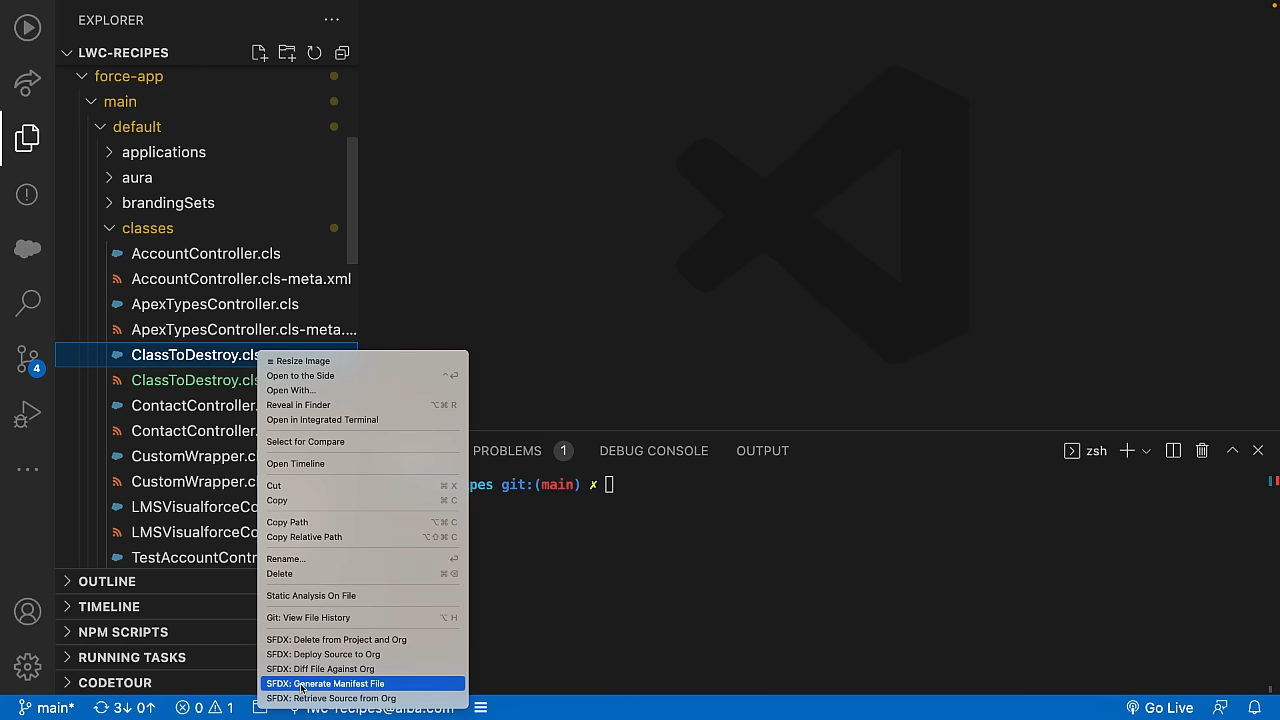 EXPLORER
LWC-RECIPES
force-app
main
default
applications
aura
brandingSets
classes
AccountController.cls
AccountController.cls-meta.xml
ApexTypesController.cls
ApexTypesController.cls-meta....
ClassToDestroy.cls
ClassToDestroy.cl
ContactController.
ContactController.
CustomWrapper.c
CustomWrapper.c
LMSVisualforceCo
LMSVisualforceCo
TestAccountContr
OUTLINE
TIMELINE
NPM SCRIPTS
RUNNING TASKS
CODETOUR
4
Resize Image
Open to the Side ^⏎
Open With...
Reveal in Finder ⌥⌘ R
Open in Integrated Terminal
Select for Compare
Open Timeline
Cut ⌘ X
Copy ⌘ C
Copy Path ⌥⌘ C
Copy Relative Path ⌥⇧⌘ C
Rename... ⏎
Delete ⌘⌫
Static Analysis On File
Git: View File History ⌥ H
SFDX: Delete from Project and Org
SFDX: Deploy Source to Org
SFDX: Diff File Against Org
SFDX: Generate Manifest File
SFDX: Retrieve Source from Org
PROBLEMS 1 DEBUG CONSOLE OUTPUT zsh
pes git:(main) ✗
main* 3↓ 0↑ 0 1 lwc-recipes@alba.com Go Live